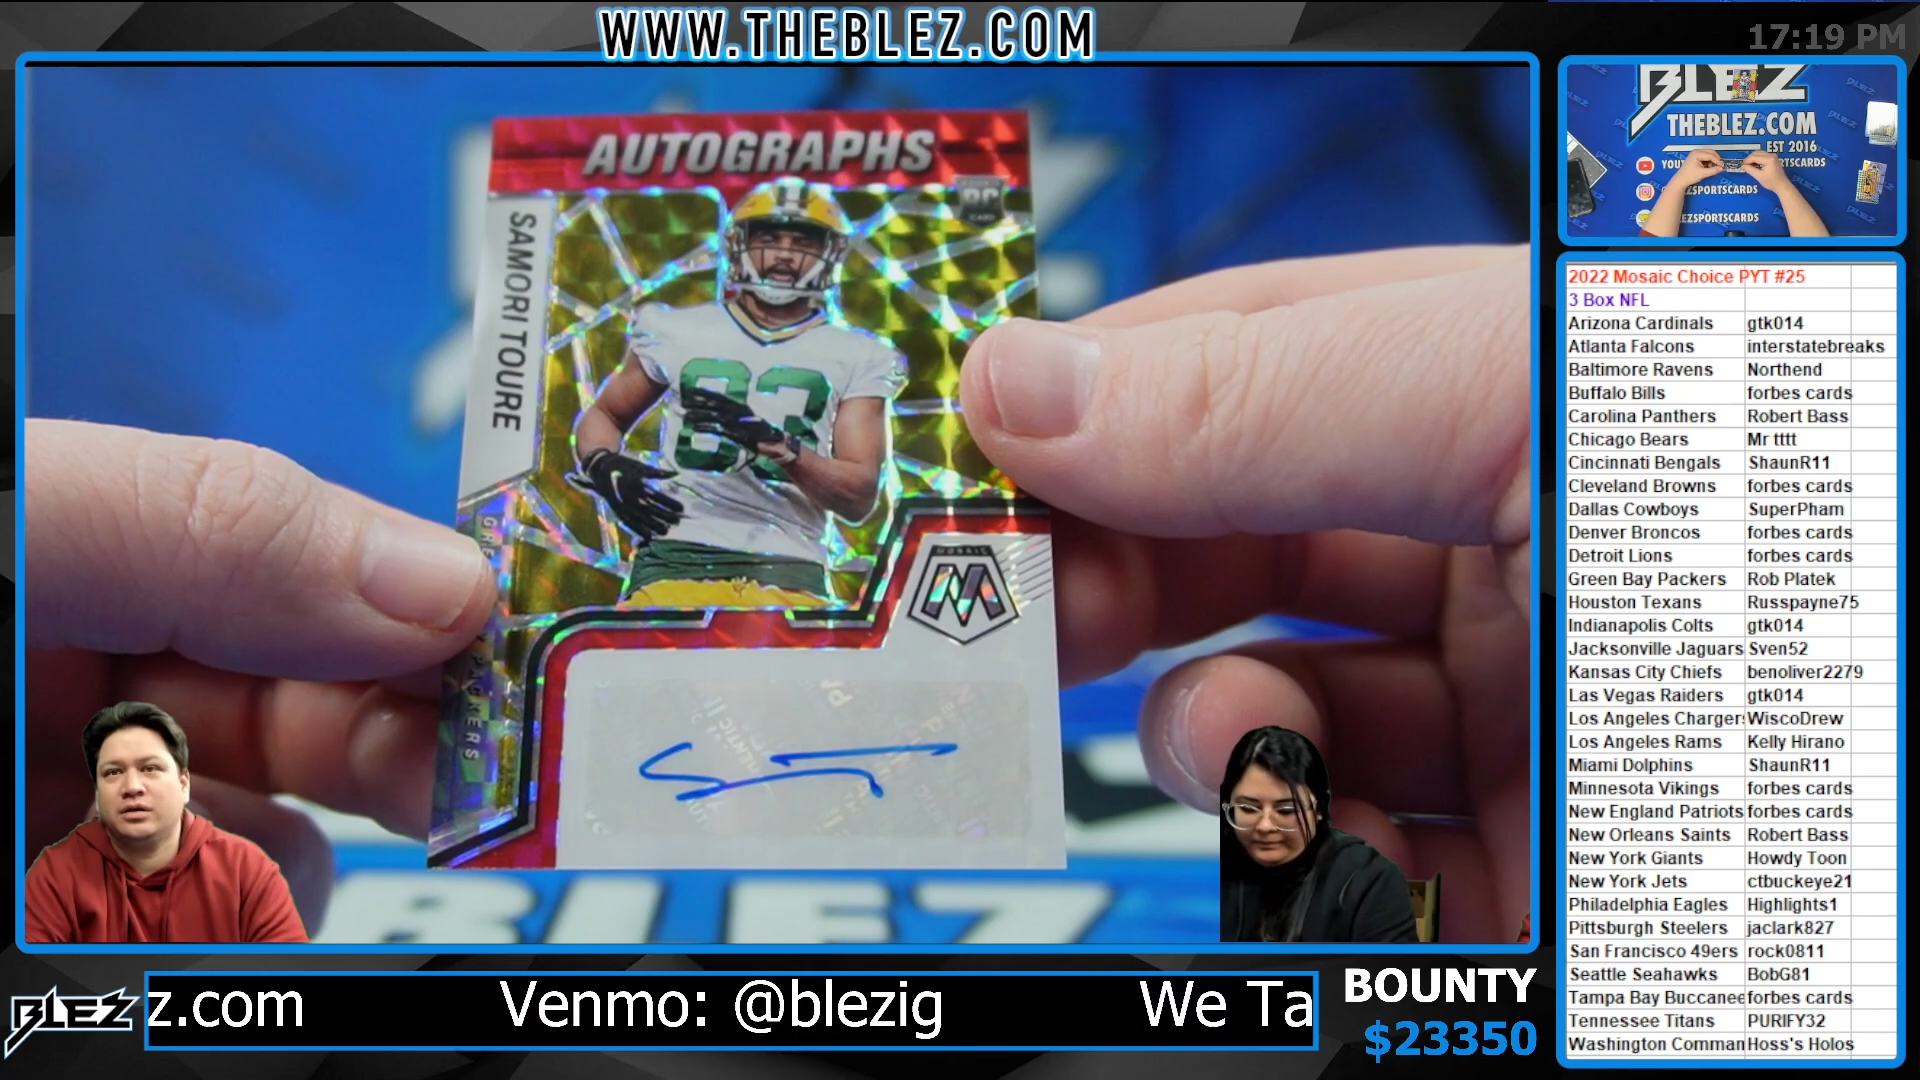 WWW.THEBLEZ.COM
17:19 PM
AUTOGRAPHS
RC
CARD
SAMORI TOURE
MOSAIC
M
BLEZ
BLEZ
THEBLEZ.COM
EST 2016
ZSPORTSCARDS
EZSPORTSCARDS
2022 Mosaic Choice PYT #25
3 Box NFL
Arizona Cardinals gtk014
Atlanta Falcons interstatebreaks
Baltimore Ravens Northend
Buffalo Bills forbes cards
Carolina Panthers Robert Bass
Chicago Bears Mr tttt
Cincinnati Bengals ShaunR11
Cleveland Browns forbes cards
Dallas Cowboys SuperPham
Denver Broncos forbes cards
Detroit Lions forbes cards
Green Bay Packers Rob Platek
Houston Texans Russpayne75
Indianapolis Colts gtk014
Jacksonville Jaguars Sven52
Kansas City Chiefs benoliver2279
Las Vegas Raiders gtk014
Los Angeles Charger WiscoDrew
Los Angeles Rams Kelly Hirano
Miami Dolphins ShaunR11
Minnesota Vikings forbes cards
New England Patriots forbes cards
New Orleans Saints Robert Bass
New York Giants Howdy Toon
New York Jets ctbuckeye21
Philadelphia Eagles Highlights1
Pittsburgh Steelers jaclark827
San Francisco 49ers rock0811
Seattle Seahawks BobG81
Tampa Bay Buccanee forbes cards
Tennessee Titans PURIFY32
Washington Comman Hoss's Holos
BLEZ
z.com Venmo: @blezig We Ta
BOUNTY
$23350